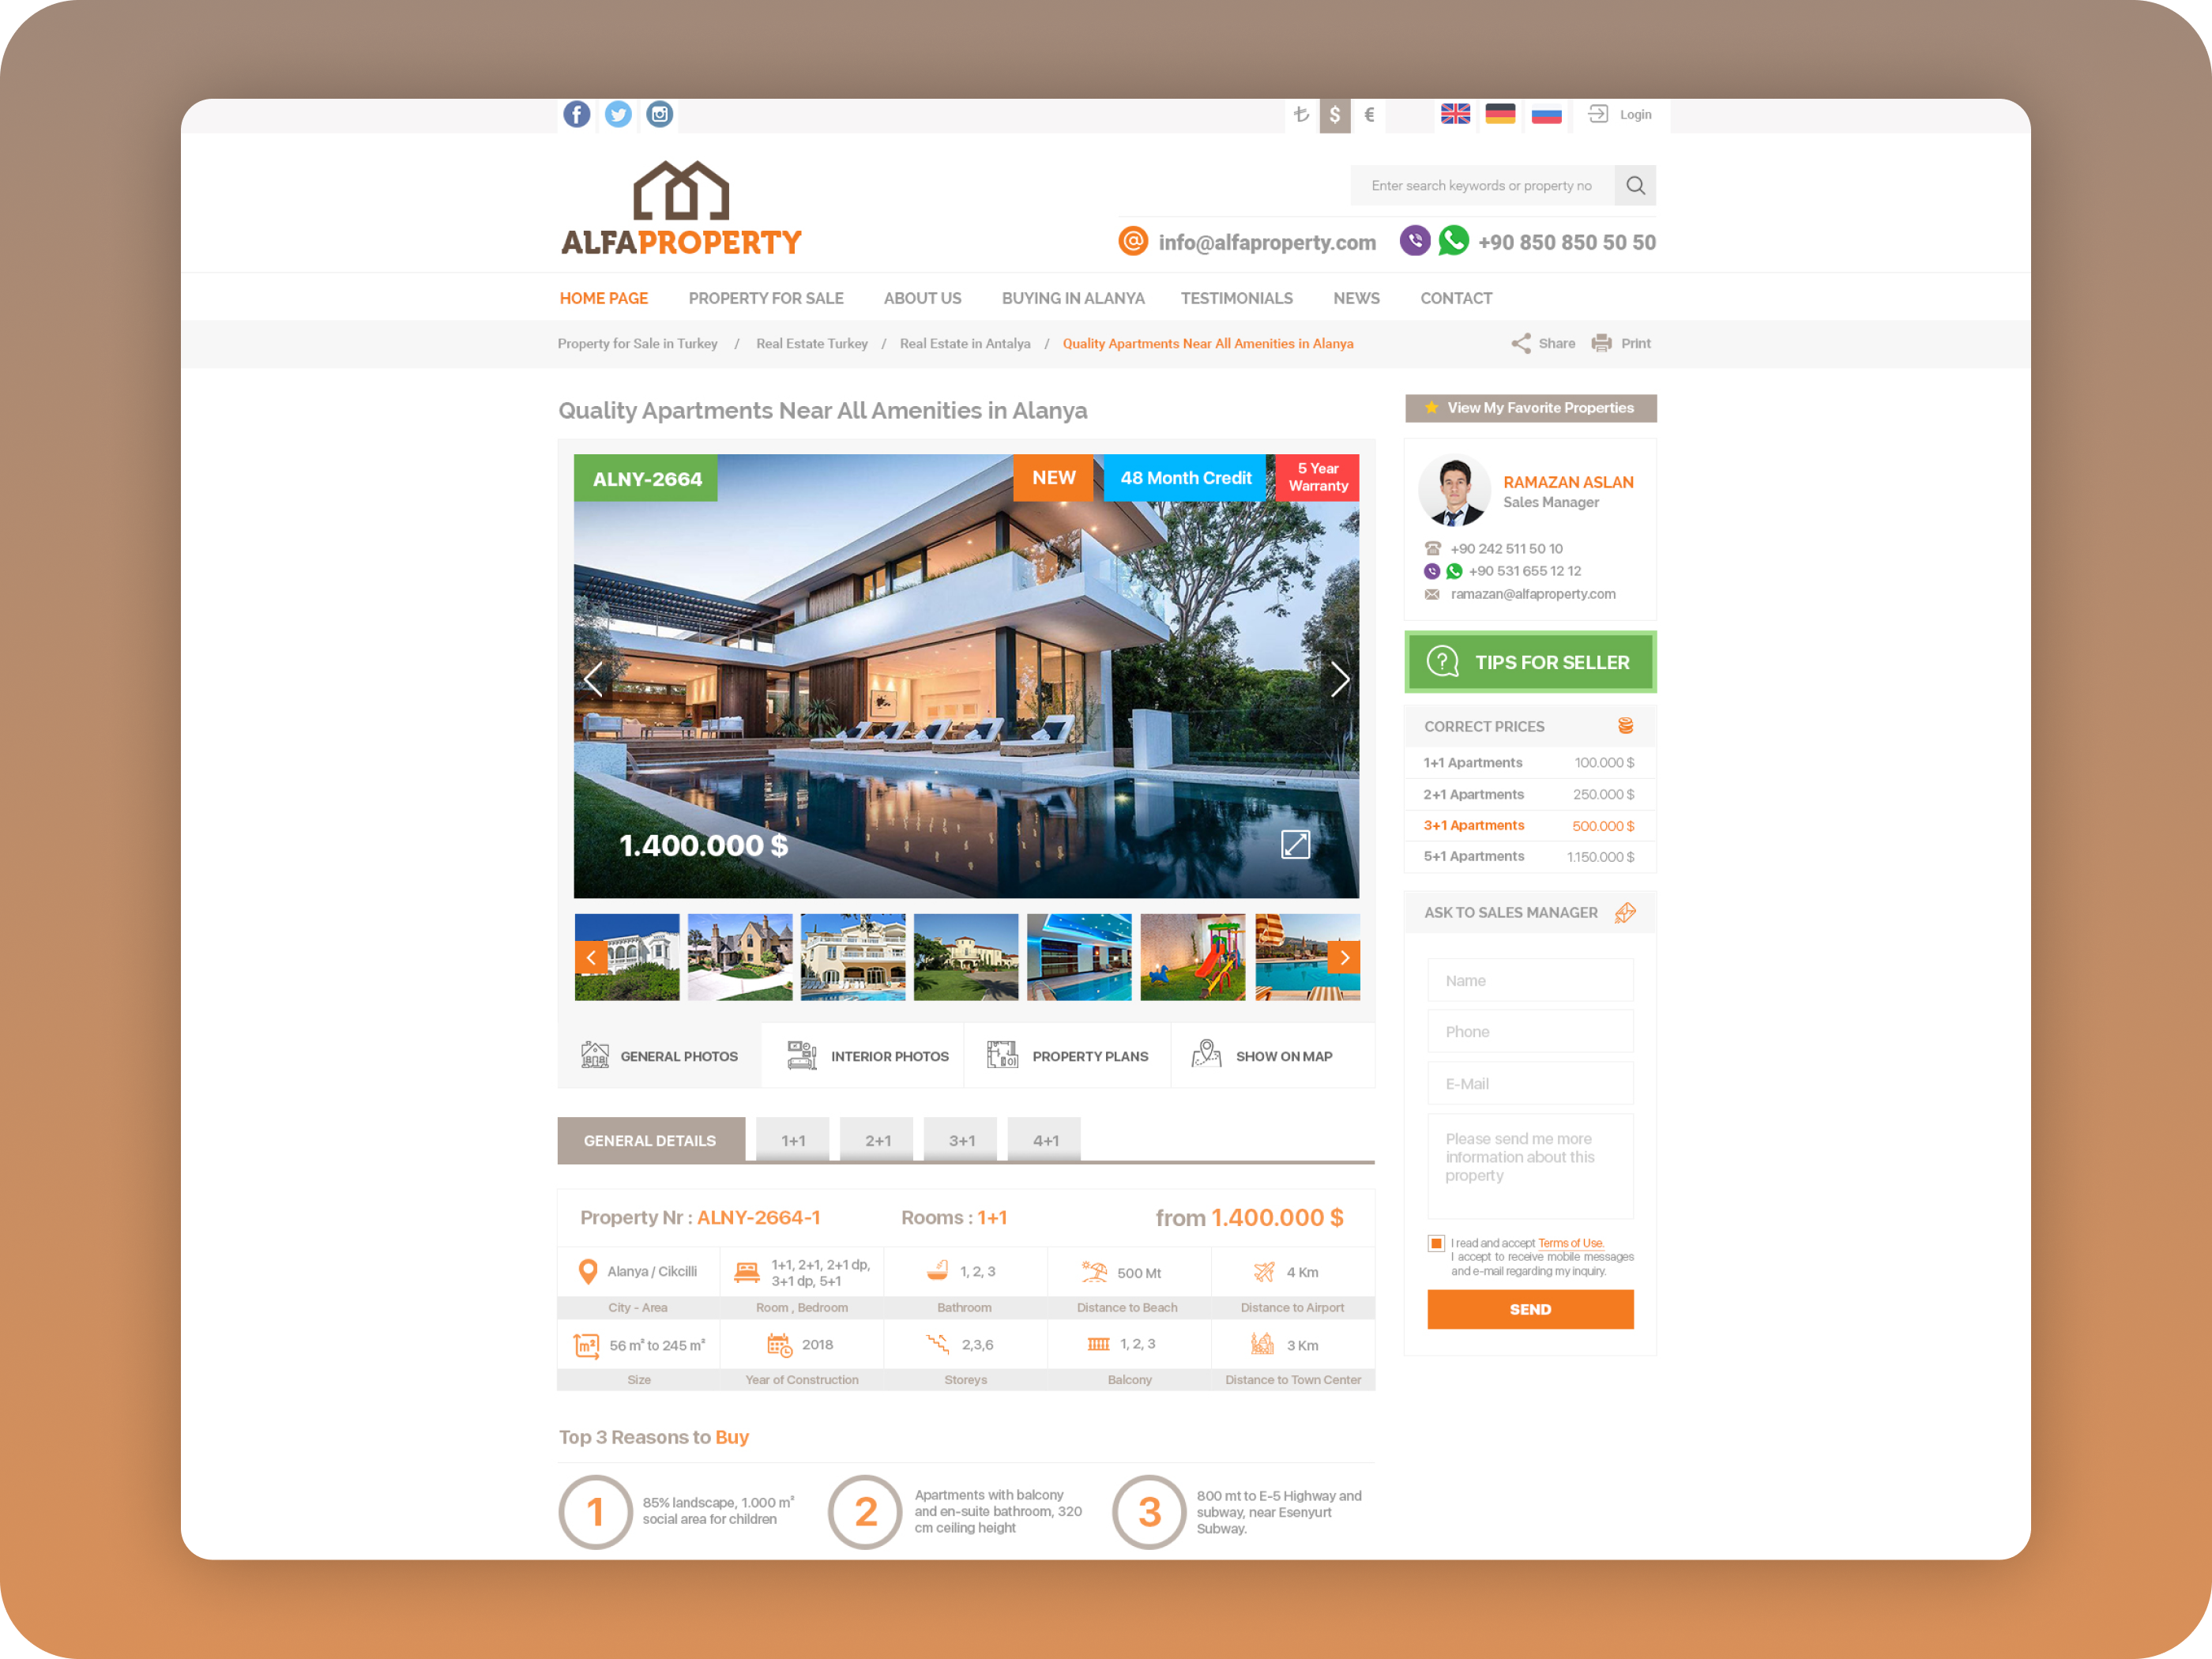 ₺ $ €
Login
ALFAPROPERTY
Enter search keywords or property no
info@alfaproperty.com
+90 850 850 50 50
HOME PAGE PROPERTY FOR SALE ABOUT US BUYING IN ALANYA TESTIMONIALS NEWS CONTACT
Property for Sale in Turkey / Real Estate Turkey / Real Estate in Antalya / Quality Apartments Near All Amenities in Alanya
Share
Print
Quality Apartments Near All Amenities in Alanya
ALNY-2664
NEW
48 Month Credit
5 Year
Warranty
1.400.000 $
GENERAL PHOTOS
INTERIOR PHOTOS
PROPERTY PLANS
SHOW ON MAP
GENERAL DETAILS 1+1 2+1 3+1 4+1
Property Nr : ALNY-2664-1 Rooms : 1+1 from 1.400.000 $
Alanya / Cikcilli
1+1, 2+1, 2+1 dp,
3+1 dp, 5+1
1, 2, 3
500 Mt
4 Km
City - Area
Room , Bedroom
Bathroom
Distance to Beach
Distance to Airport
m²
56 m² to 245 m²
2018
2,3,6
1, 2, 3
3 Km
Size
Year of Construction
Storeys
Balcony
Distance to Town Center
Top 3 Reasons to Buy
1
85% landscape, 1.000 m²
social area for children
2
Apartments with balcony
and en-suite bathroom, 320
cm ceiling height
3
800 mt to E-5 Highway and
subway, near Esenyurt
Subway.
View My Favorite Properties
RAMAZAN ASLAN
Sales Manager
+90 242 511 50 10
+90 531 655 12 12
ramazan@alfaproperty.com
TIPS FOR SELLER
CORRECT PRICES
1+1 Apartments 100.000 $
2+1 Apartments 250.000 $
3+1 Apartments 500.000 $
5+1 Apartments 1.150.000 $
ASK TO SALES MANAGER
Name
Phone
E-Mail
Please send me more
information about this
property
I read and accept Terms of Use.
I accept to receive mobile messages
and e-mail regarding my inquiry.
SEND